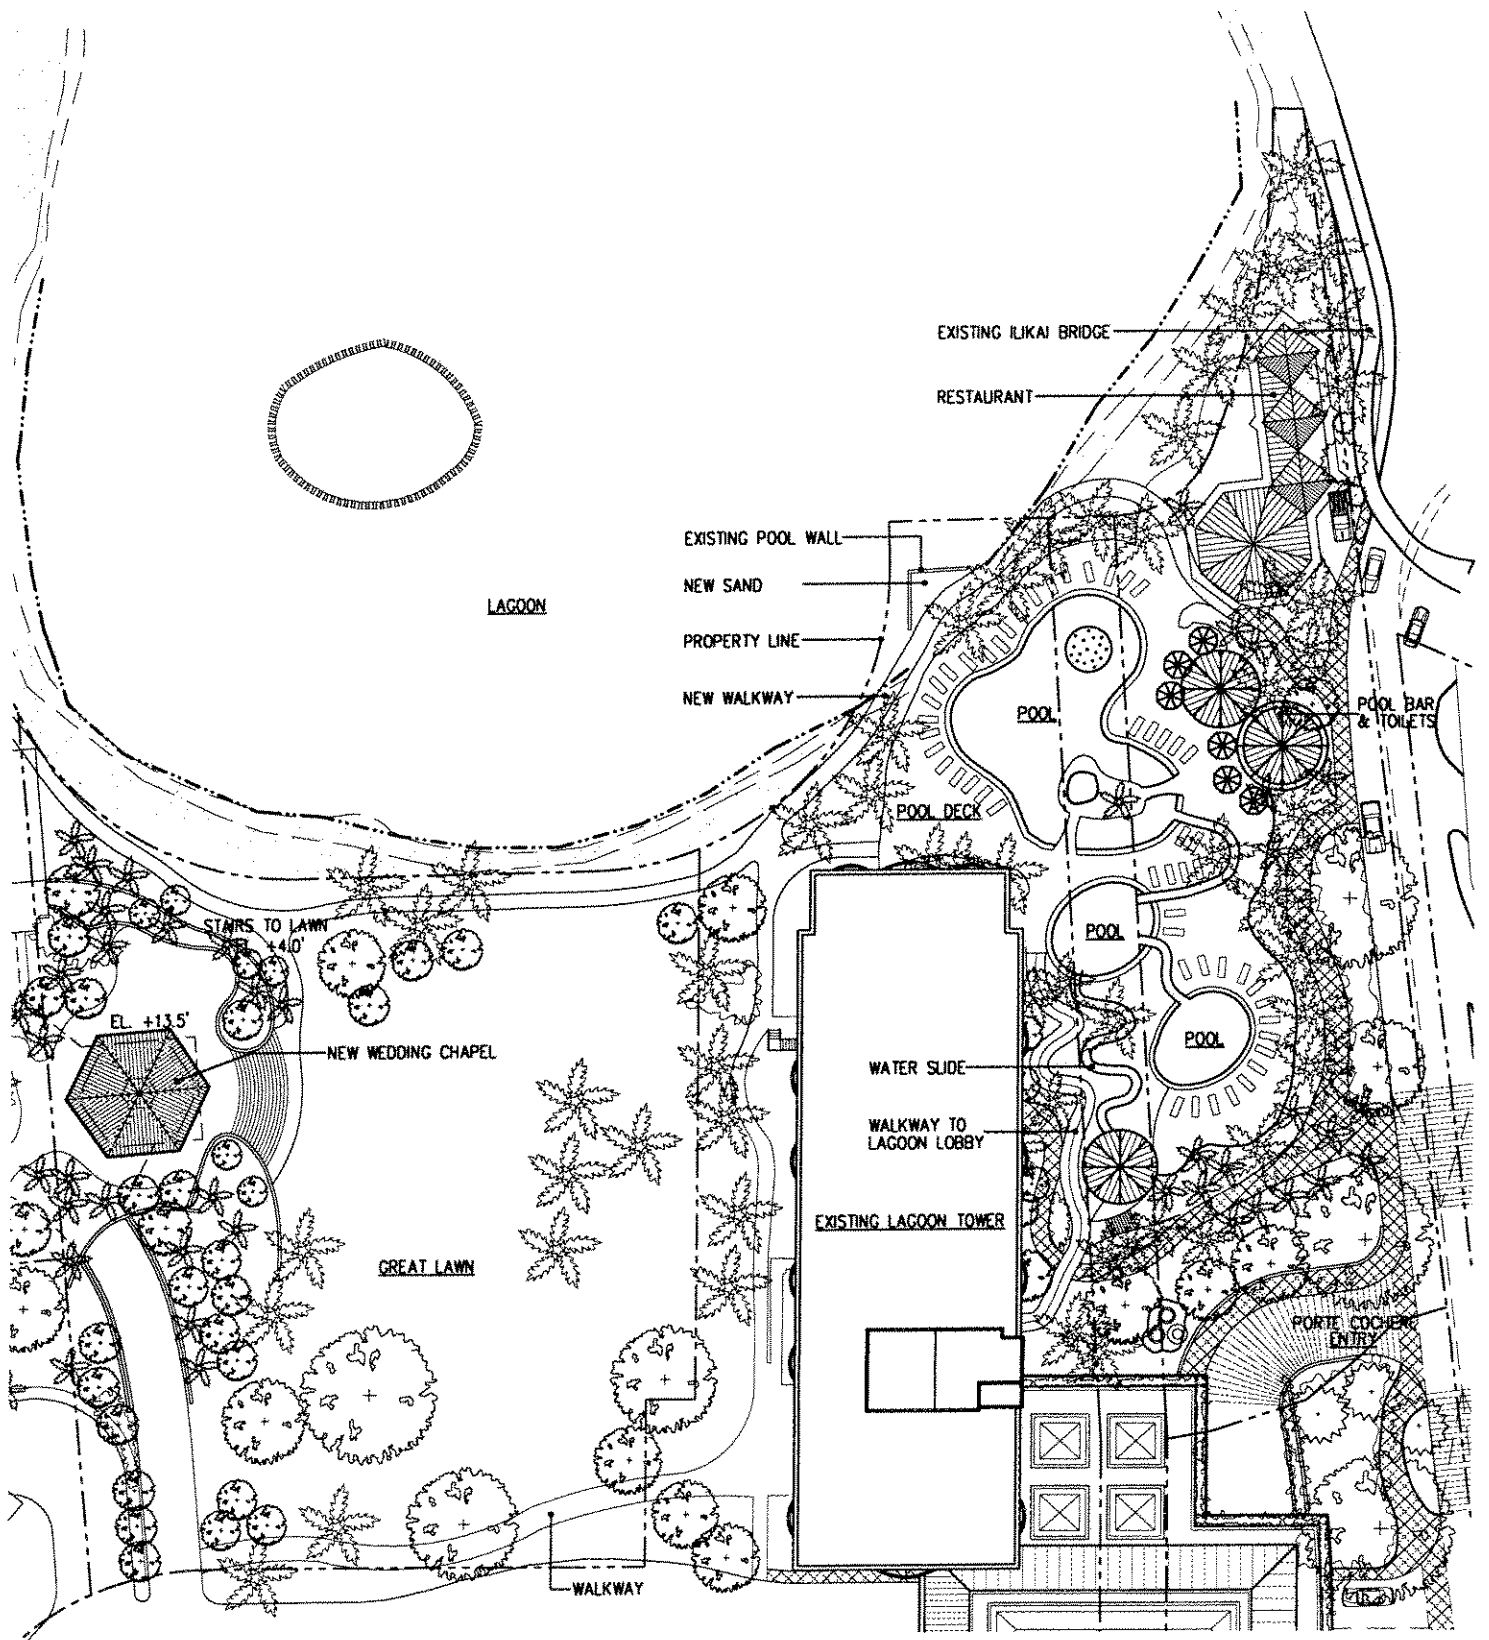 EXISTING ILIKAI BRIDGE
RESTAURANT
EXISTING POOL WALL
NEW SAND
LAGOON
PROPERTY LINE
NEW WALKWAY
POOL
POOL BAR
& TOILETS
POOL DECK
STAIRS TO LAWN
EL. +4.0'
POOL
EL. +13.5'
NEW WEDDING CHAPEL
POOL
WATER SLIDE
WALKWAY TO
LAGOON LOBBY
EXISTING LAGOON TOWER
GREAT LAWN
PORTE COCHERE
ENTRY
WALKWAY